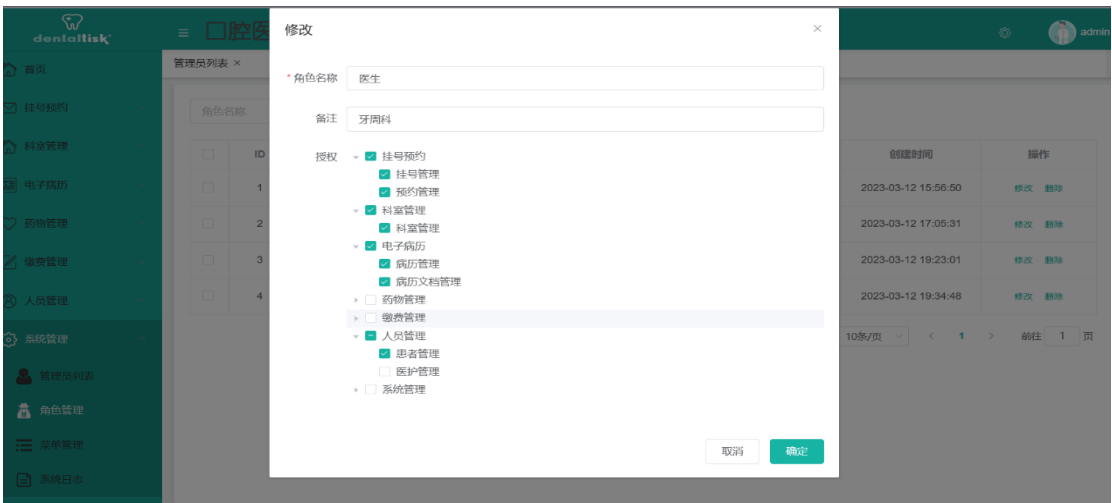 dentaltisk
口腔医
修改
admin
首页
管理员列表 ×
* 角色名称 医生
挂号预约
角色名称
备注 牙周科
科室管理
授权
挂号预约
ID
创建时间
操作
挂号管理
电子病历
1
预约管理
2023-03-12 15:56:50
修改 删除
科室管理
药物管理
2
科室管理
2023-03-12 17:05:31
修改 删除
电子病历
缴费管理
3
病历管理
2023-03-12 19:23:01
修改 删除
病历文档管理
人员管理
4
药物管理
2023-03-12 19:34:48
修改 删除
缴费管理
系统管理
人员管理
10条/页
1
前往 1 页
患者管理
管理员列表
医护管理
系统管理
角色管理
菜单管理
取消
确定
系统日志